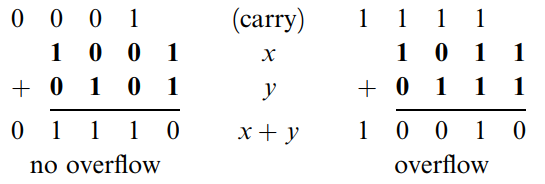 0 0 0 1 (carry) 1 1 1 1
1 0 0 1 x 1 0 1 1
+ 0 1 0 1 y + 0 1 1 1
0 1 1 1 0 x + y 1 0 0 1 0
no overflow overflow